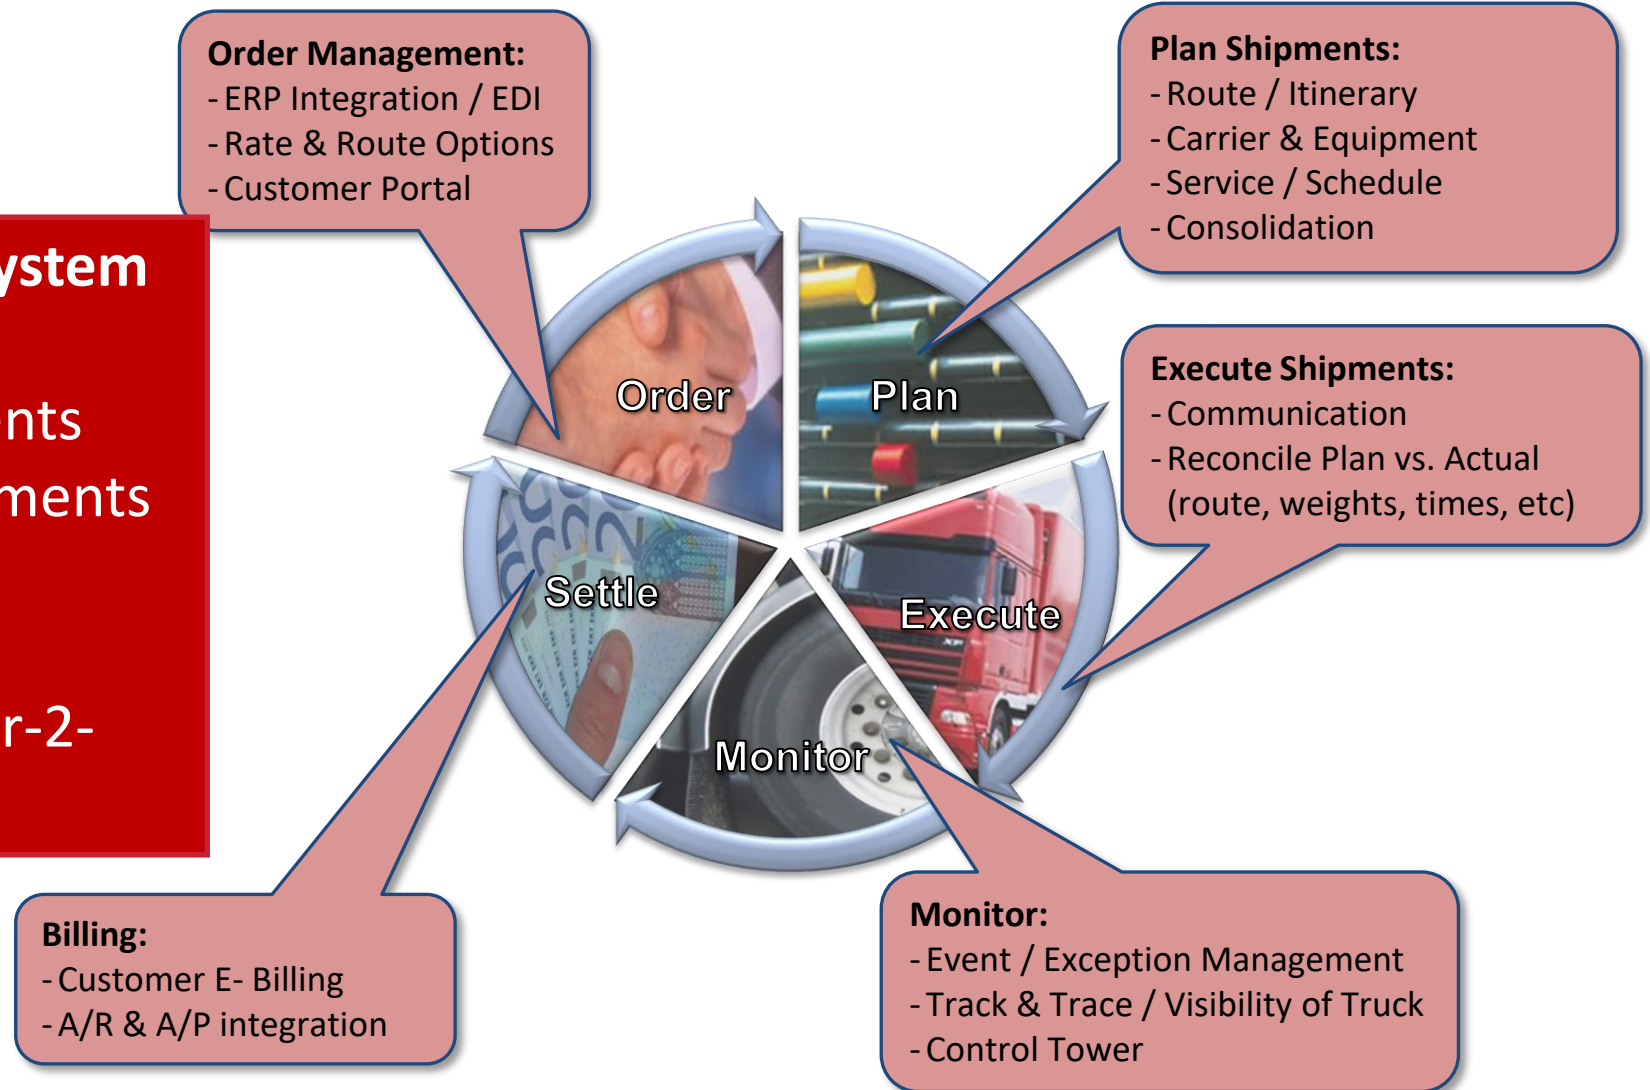 Order Management:
- ERP Integration / EDI
- Rate & Route Options
- Customer Portal
Plan Shipments:
- Route / Itinerary
- Carrier & Equipment
- Service / Schedule
- Consolidation
ystem
ents
ments
r-2-
Order
Plan
Execute Shipments:
- Communication
- Reconcile Plan vs. Actual
(route, weights, times, etc)
Settle
Execute
Monitor
Billing:
- Customer E- Billing
- A/R & A/P integration
Monitor:
- Event / Exception Management
- Track & Trace / Visibility of Truck
- Control Tower